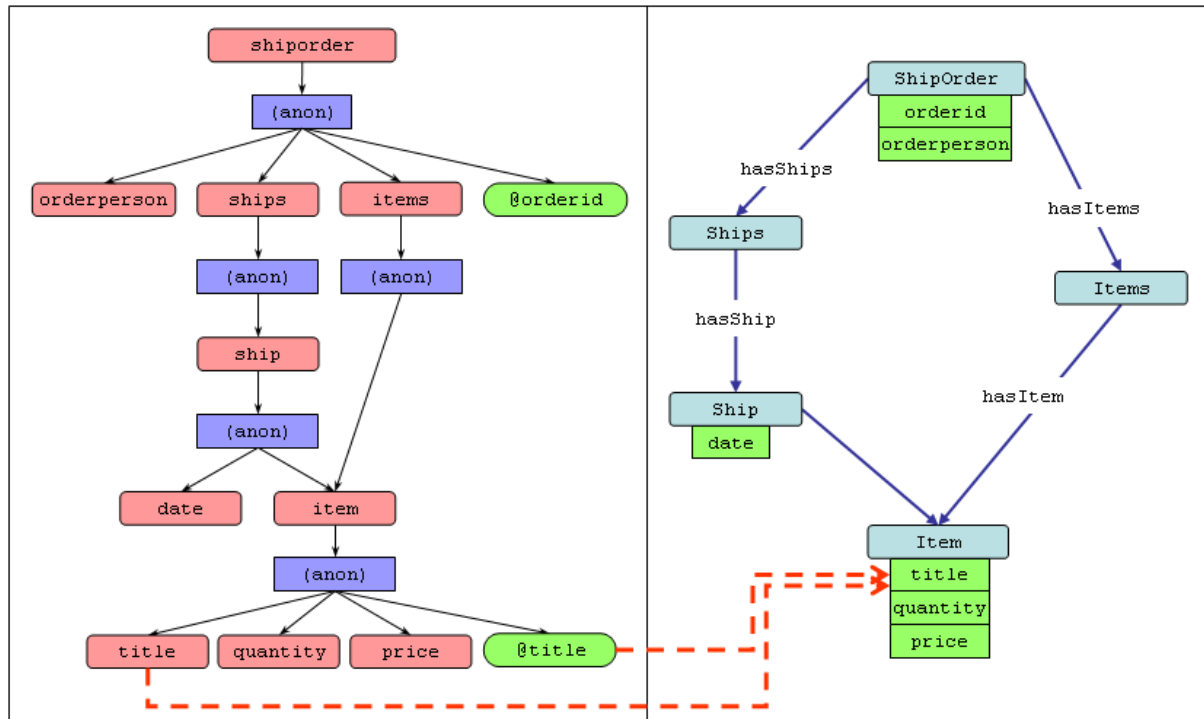 shiporder
(anon)
orderperson
ships
items
@orderid
(anon)
(anon)
ship
(anon)
date
item
(anon)
title
quantity
price
@title
ShipOrder
orderid
orderperson
hasShips
hasItems
Ships
Items
hasShip
hasItem
Ship
date
Item
title
quantity
price